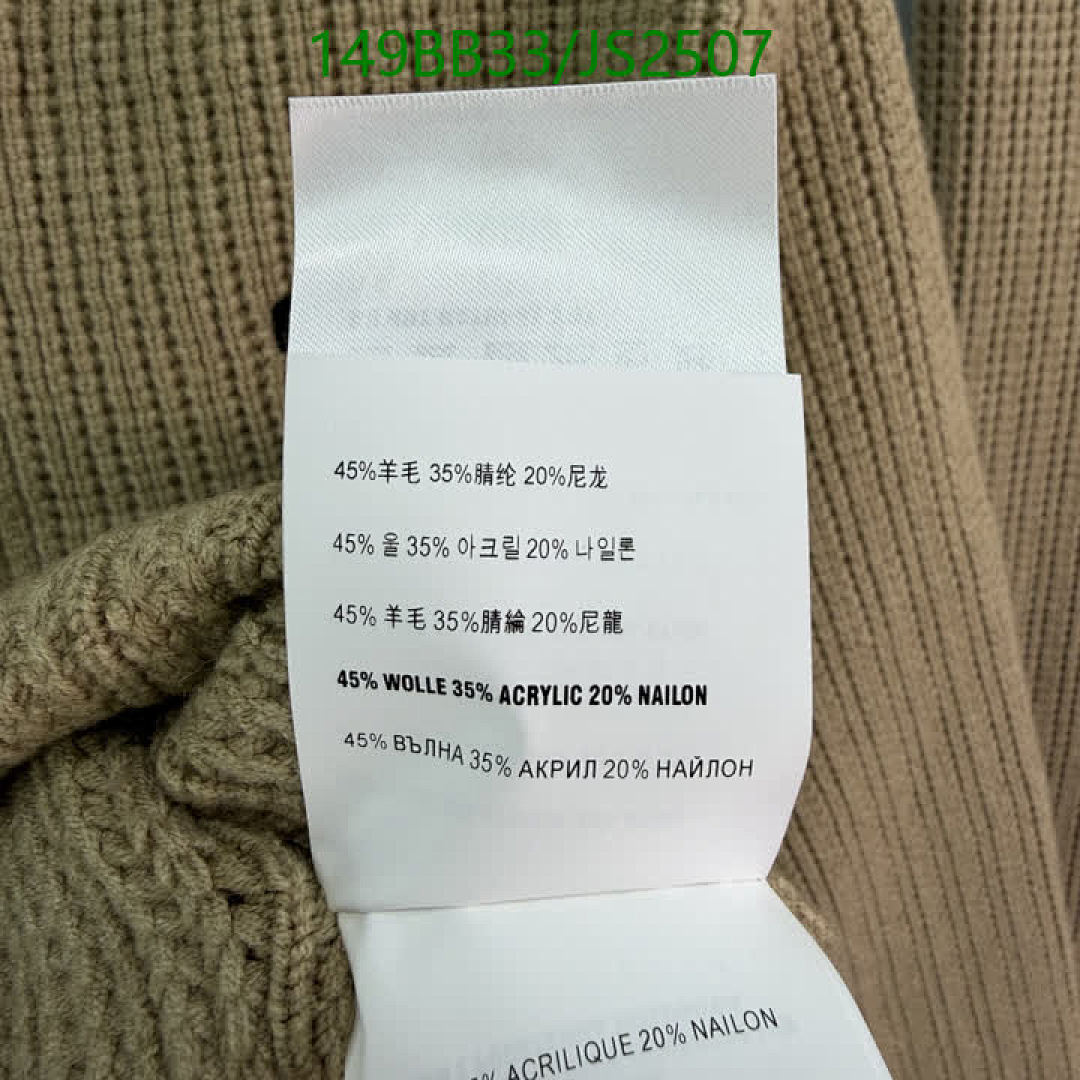 149BB33/JS2507
45%羊毛 35%腈纶 20%尼龙
45% 울 35% 아크릴 20% 나일론
45% 羊毛 35%腈綸 20%尼龍
45% WOLLE 35% ACRYLIC 20% NAILON
45% ВЪЛНА 35% АКРИЛ 20% НАЙЛОН
% ACRILIQUE 20% NAILON